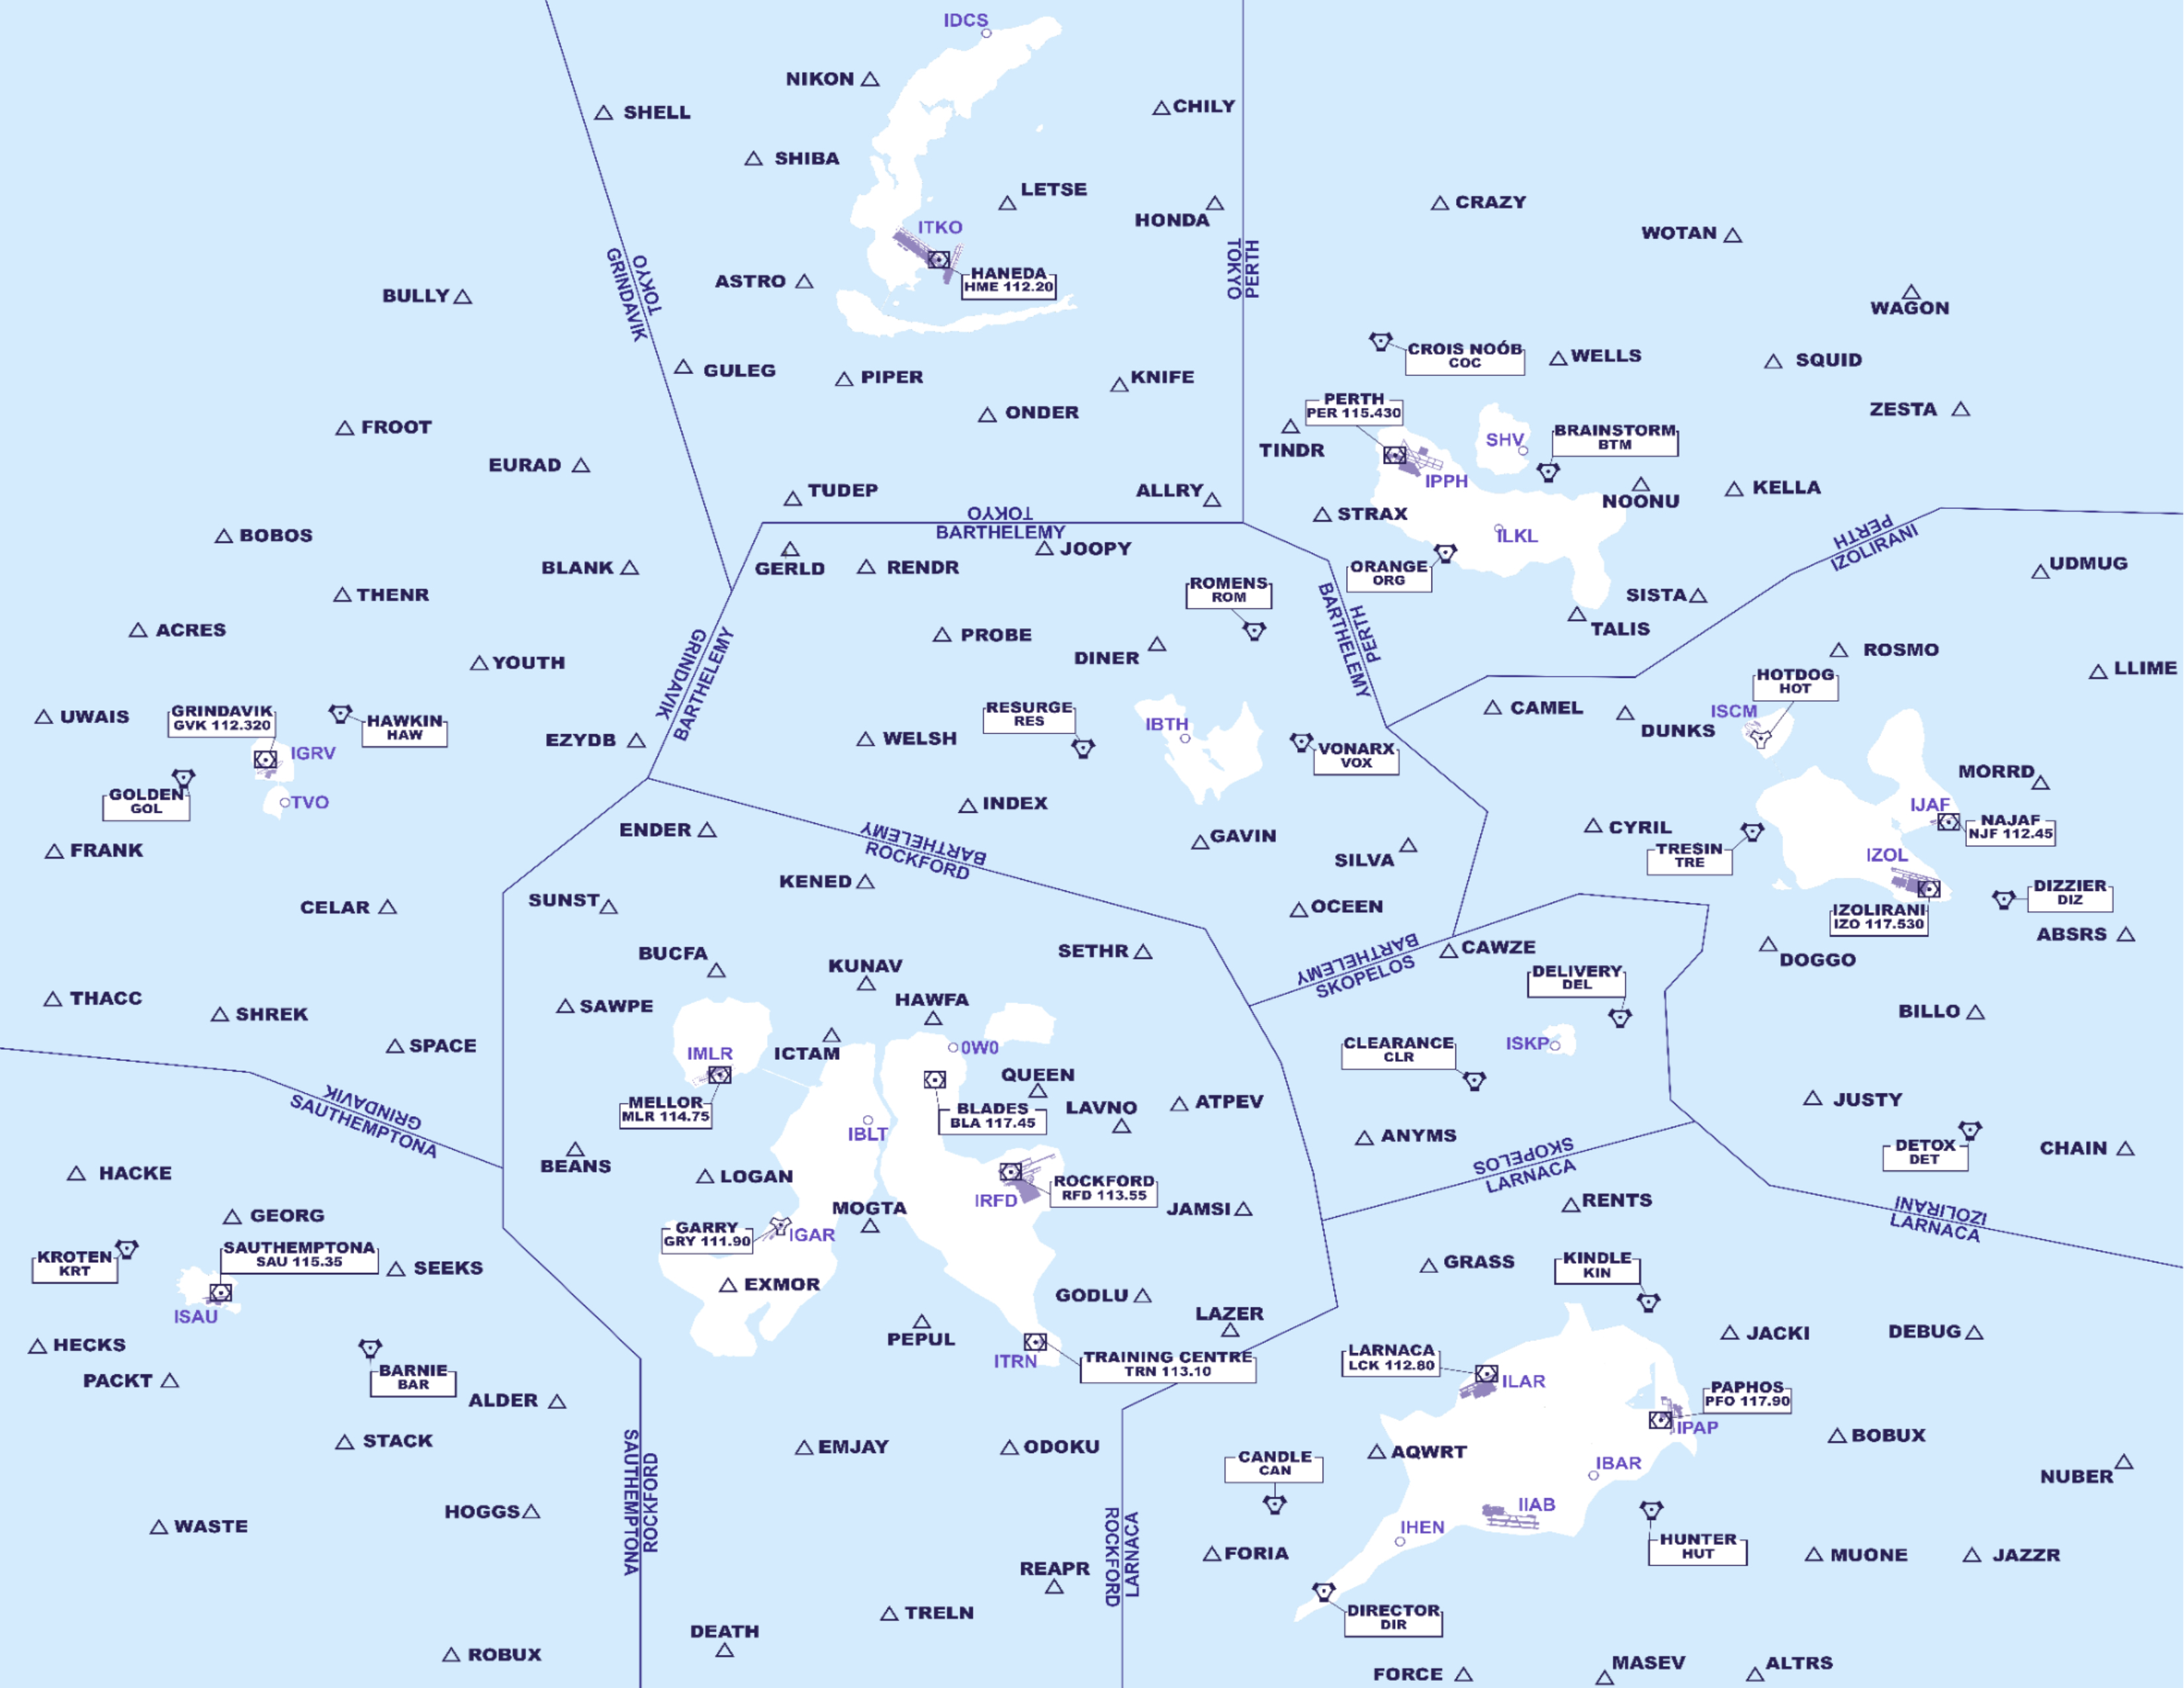 IDCS
NIKON
SHELL
CHILY
SHIBA
LETSE
HONDA
CRAZY
ITKO
WOTAN
HANEDA
HME 112.20
ASTRO
TOKYO
GRINDAVIK
TOKYO
PERTH
BULLY
WAGON
CROIS NOÓB
COC
WELLS
SQUID
GULEG
PIPER
KNIFE
PERTH
PER 115.430
ZESTA
ONDER
FROOT
TINDR
SHV
BRAINSTORM
BTM
EURAD
IPPH
TUDEP
ALLRY
NOONU
KELLA
STRAX
TOKYO
BARTHELEMY
BOBOS
ILKL
PERTH
IZOLIRANI
JOOPY
BLANK
GERLD
RENDR
ORANGE
ORG
UDMUG
ROMENS
ROM
THENR
SISTA
ACRES
PROBE
TALIS
PERTH
BARTHELEMY
DINER
YOUTH
GRINDAVIK
BARTHELEMY
ROSMO
LLIME
HOTDOG
HOT
UWAIS
GRINDAVIK
GVK 112.320
HAWKIN
HAW
RESURGE
RES
IBTH
CAMEL
ISCM
DUNKS
EZYDB
WELSH
IGRV
VONARX
VOX
MORRD
GOLDEN
GOL
TVO
INDEX
IJAF
NAJAF
NJF 112.45
ENDER
BARTHELEMY
ROCKFORD
GAVIN
CYRIL
FRANK
SILVA
TRESIN
TRE
IZOL
KENED
DIZZIER
DIZ
CELAR
SUNST
OCEEN
IZOLIRANI
IZO 117.530
ABSRS
BUCFA
SETHR
BARTHELEMY
SKOPELOS
CAWZE
DOGGO
KUNAV
DELIVERY
DEL
THACC
SHREK
SAWPE
HAWFA
BILLO
SPACE
IMLR
ICTAM
0W0
CLEARANCE
CLR
ISKP
QUEEN
GRINDAVIK
SAUTHEMPTONA
MELLOR
MLR 114.75
BLADES
BLA 117.45
LAVNO
ATPEV
JUSTY
IBLT
ANYMS
DETOX
DET
CHAIN
SKOPELOS
LARNACA
BEANS
HACKE
LOGAN
ROCKFORD
RFD 113.55
IRFD
RENTS
GEORG
MOGTA
JAMSI
IZOLIRANI
LARNACA
GARRY
GRY 111.90
IGAR
KROTEN
KRT
SAUTHEMPTONA
SAU 115.35
SEEKS
GRASS
KINDLE
KIN
EXMOR
GODLU
ISAU
LAZER
PEPUL
JACKI
DEBUG
HECKS
ITRN
TRAINING CENTRE
TRN 113.10
LARNACA
LCK 112.80
BARNIE
BAR
PACKT
ILAR
PAPHOS
PFO 117.90
ALDER
IPAP
BOBUX
STACK
EMJAY
ODOKU
AQWRT
CANDLE
CAN
IBAR
NUBER
SAUTHEMPTONA
ROCKFORD
HOGGS
IIAB
WASTE
IHEN
HUNTER
HUT
ROCKFORD
LARNACA
FORIA
MUONE
JAZZR
REAPR
TRELN
DIRECTOR
DIR
DEATH
ROBUX
FORCE
MASEV
ALTRS